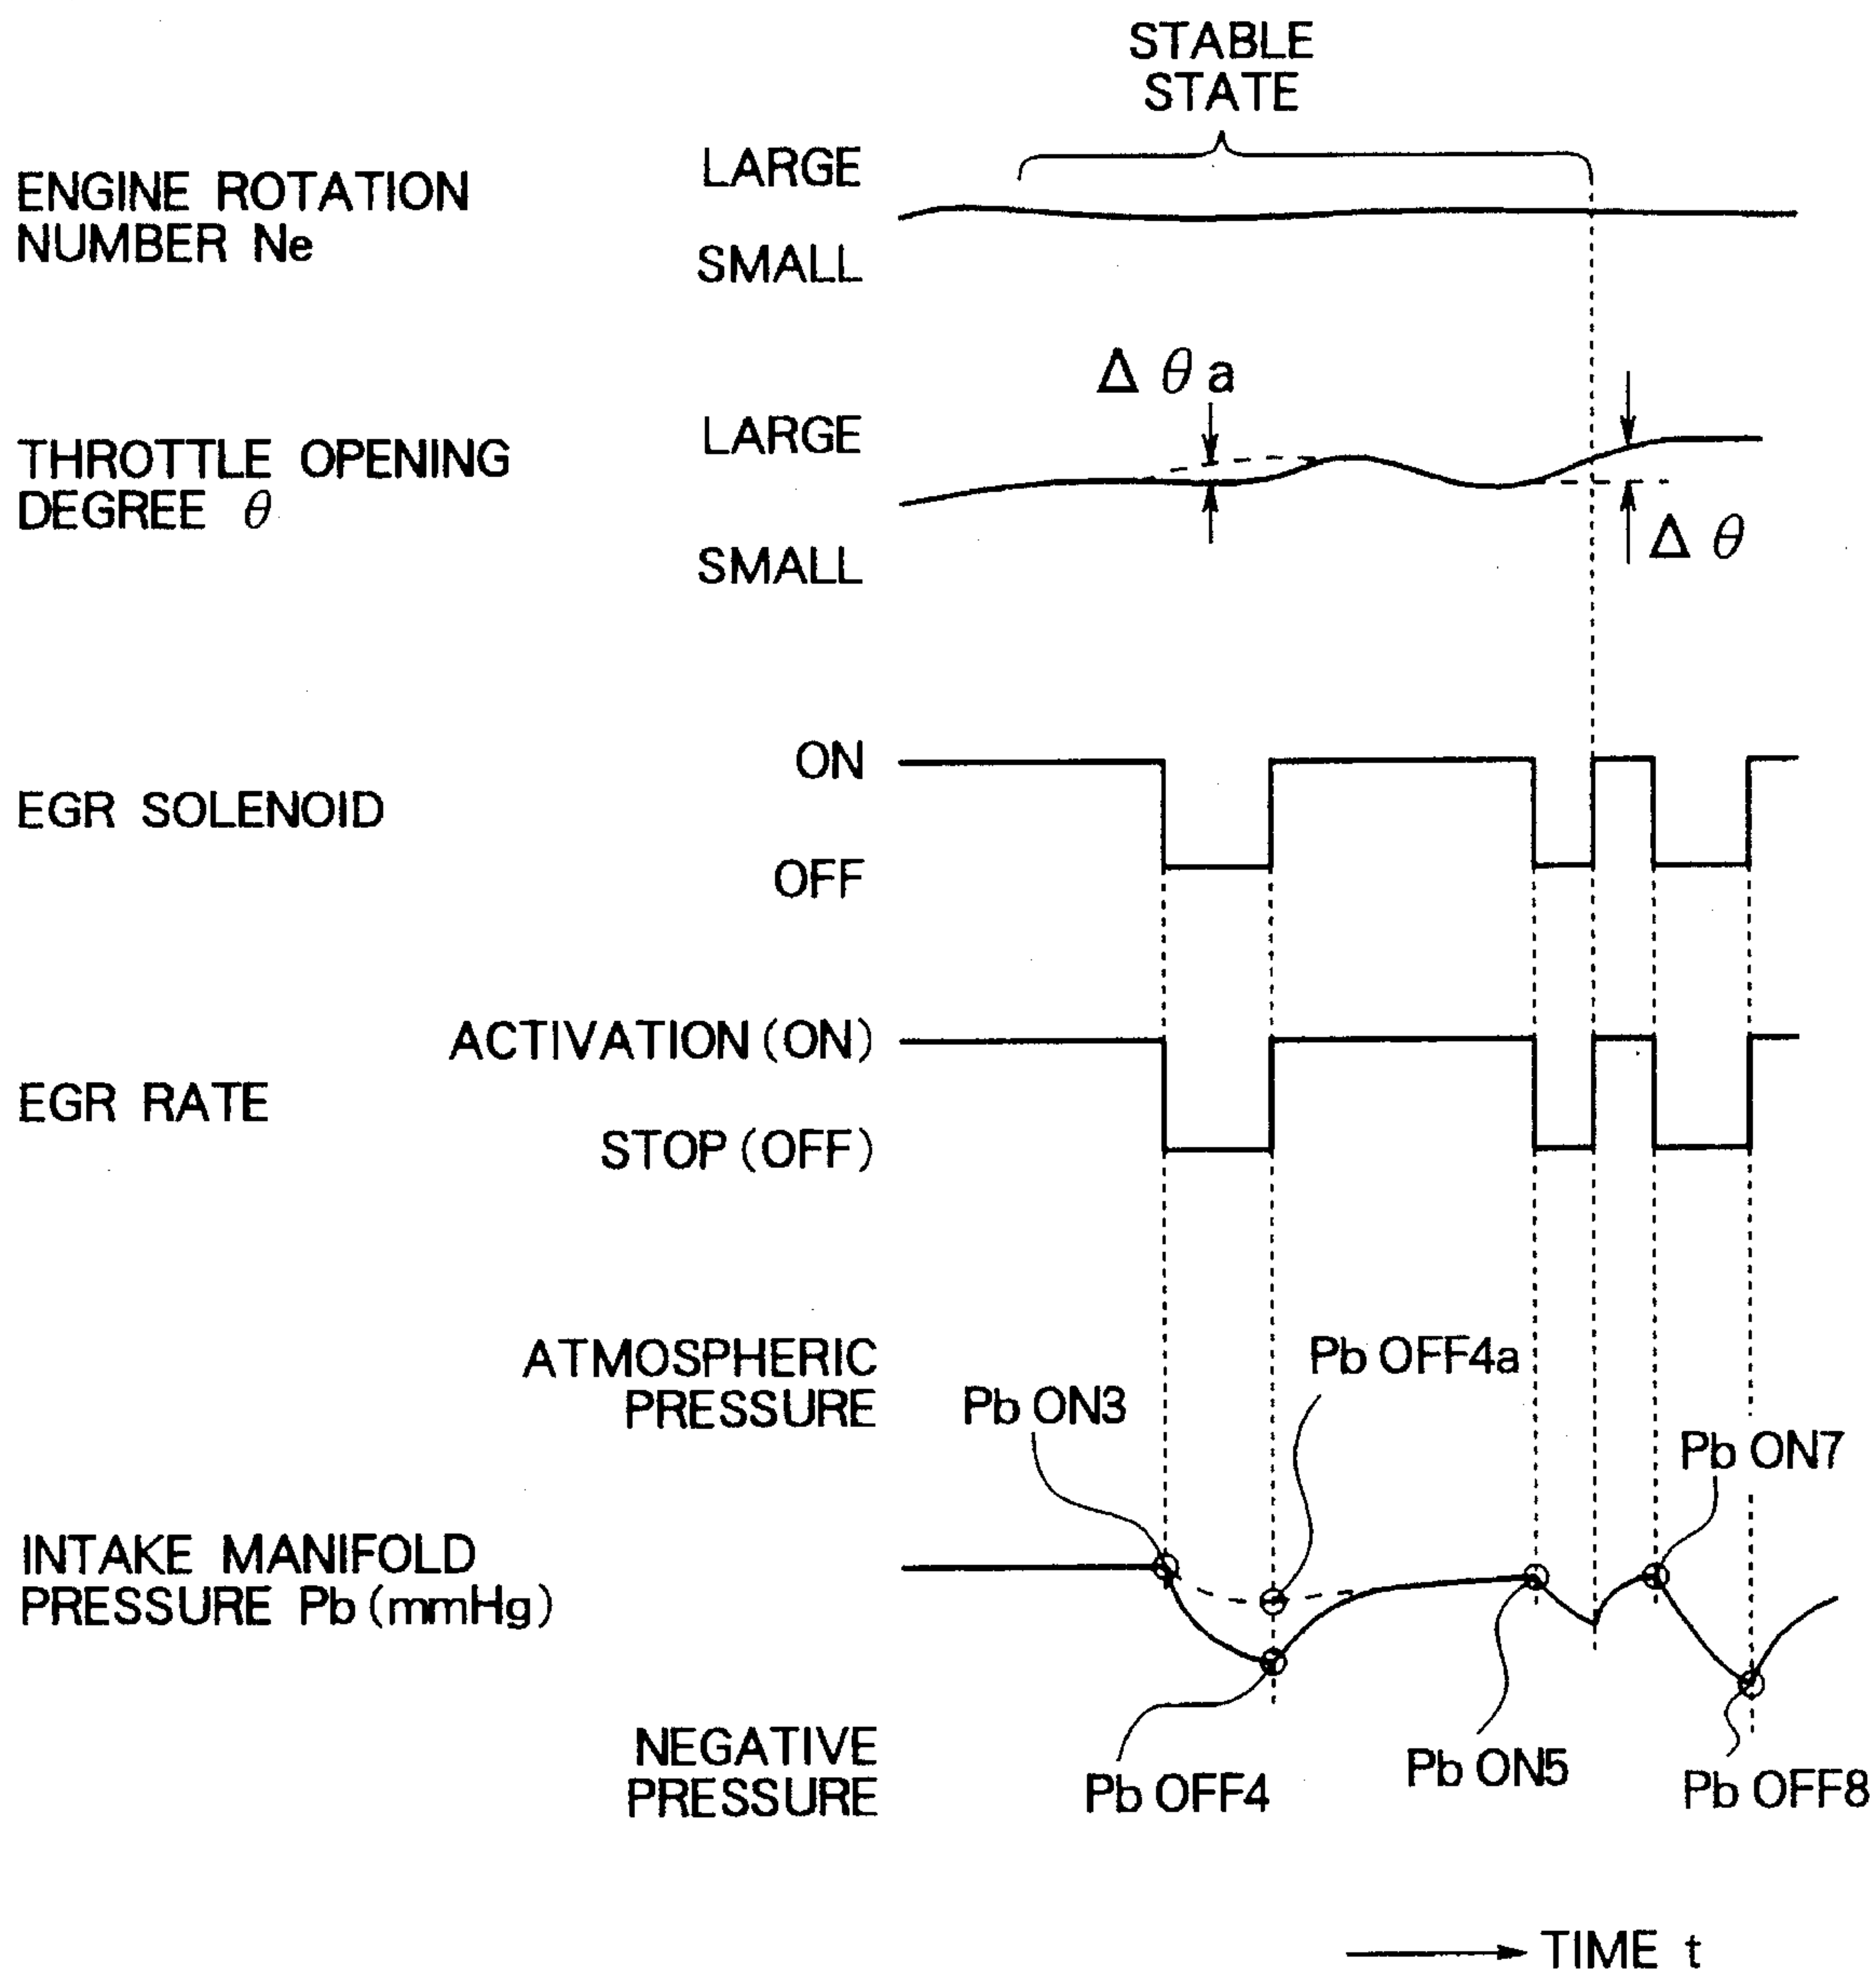 STABLE
STATE
LARGE
ENGINE ROTATION
NUMBER Ne
SMALL
Δ θ a
LARGE
THROTTLE OPENING
DEGREE θ
SMALL
Δ θ
ON
EGR SOLENOID
OFF
ACTIVATION (ON)
EGR RATE
STOP (OFF)
ATMOSPHERIC
PRESSURE
Pb OFF4a
Pb ON3
Pb ON7
INTAKE MANIFOLD
PRESSURE Pb (mmHg)
NEGATIVE
PRESSURE
Pb OFF4
Pb ON5
Pb OFF8
TIME t